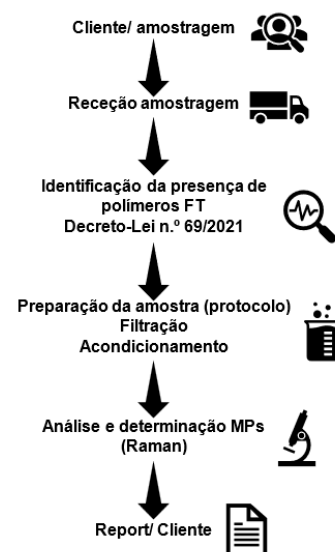 Cliente/ amostragem
Receção amostragem
Identificação da presença de
polímeros FT
Decreto-Lei n.º 69/2021
Preparação da amostra (protocolo)
Filtração
Acondicionamento
Análise e determinação MPs
(Raman)
Report/ Cliente